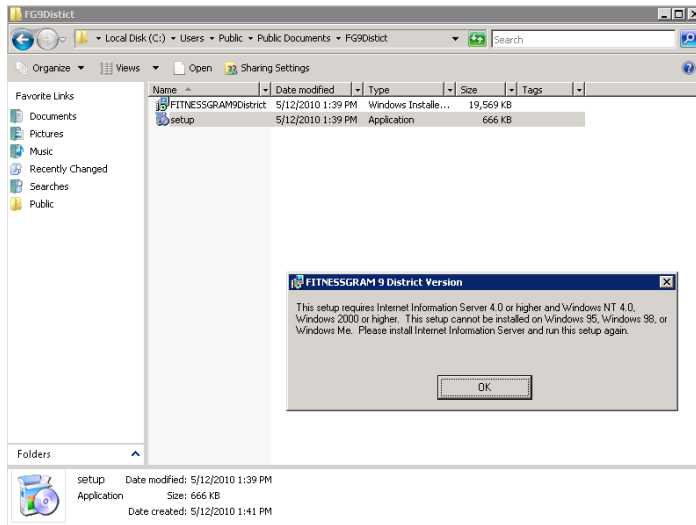 FG9Distict
Local Disk (C:) Users Public Public Documents FG9Distict
Search
Organize Views Open Sharing Settings
Name Date modified Type Size Tags
Favorite Links
FITNESSGRAM9District 5/12/2010 1:39 PM Windows Installe... 19,569 KB
setup 5/12/2010 1:39 PM Application 666 KB
Documents
Pictures
Music
Recently Changed
Searches
Public
FITNESSGRAM 9 District Version
This setup requires Internet Information Server 4.0 or higher and Windows NT 4.0,
Windows 2000 or higher. This setup cannot be installed on Windows 95, Windows 98, or
Windows Me. Please install Internet Information Server and run this setup again.
OK
Folders
setup Date modified: 5/12/2010 1:39 PM
Application Size: 666 KB
Date created: 5/12/2010 1:41 PM